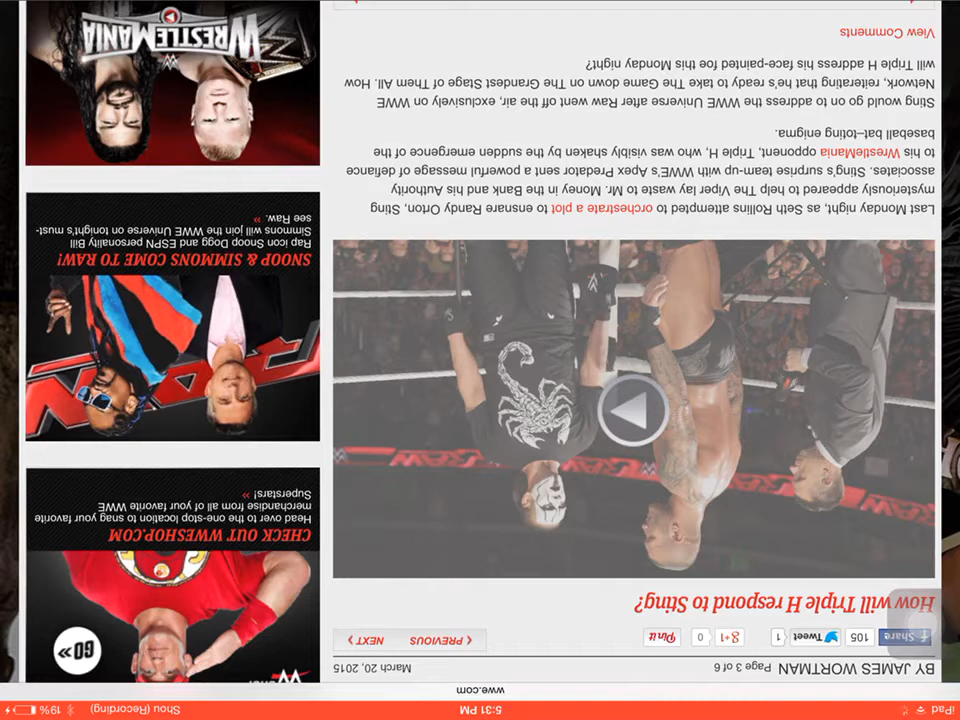 iPad
5:31 PM
Shou (Recording)
19%
www.wwe.com
BY JAMES WORTMAN
Page 3 of 6
March 20, 2015
f Share
105
Tweet
1
g+1
0
Pin it
PREVIOUS
NEXT
How will Triple H respond to Sting?
RAW
RAW
RAW
Last Monday night, as Seth Rollins attempted to orchestrate a plot to ensnare Randy Orton, Sting
mysteriously appeared to help The Viper lay waste to Mr. Money in the Bank and his Authority
associates. Sting's surprise team-up with WWE's Apex Predator sent a powerful message of defiance
to his WrestleMania opponent, Triple H, who was visibly shaken by the sudden emergence of the
baseball bat–toting enigma.
Sting would go on to address the WWE Universe after Raw went off the air, exclusively on WWE
Network, reiterating that he's ready to take The Game down on The Grandest Stage of Them All. How
will Triple H address his face-painted foe this Monday night?
View Comments
GO»
CHECK OUT WWESHOP.COM
Head over to the one-stop location to snag your favorite
merchandise from all of your favorite WWE
Superstars! »
RAW
SNOOP & SIMMONS COME TO RAW!
Rap icon Snoop Dogg and ESPN personality Bill
Simmons will join the WWE Universe on tonight's must-
see Raw. »
WRESTLEMANIA